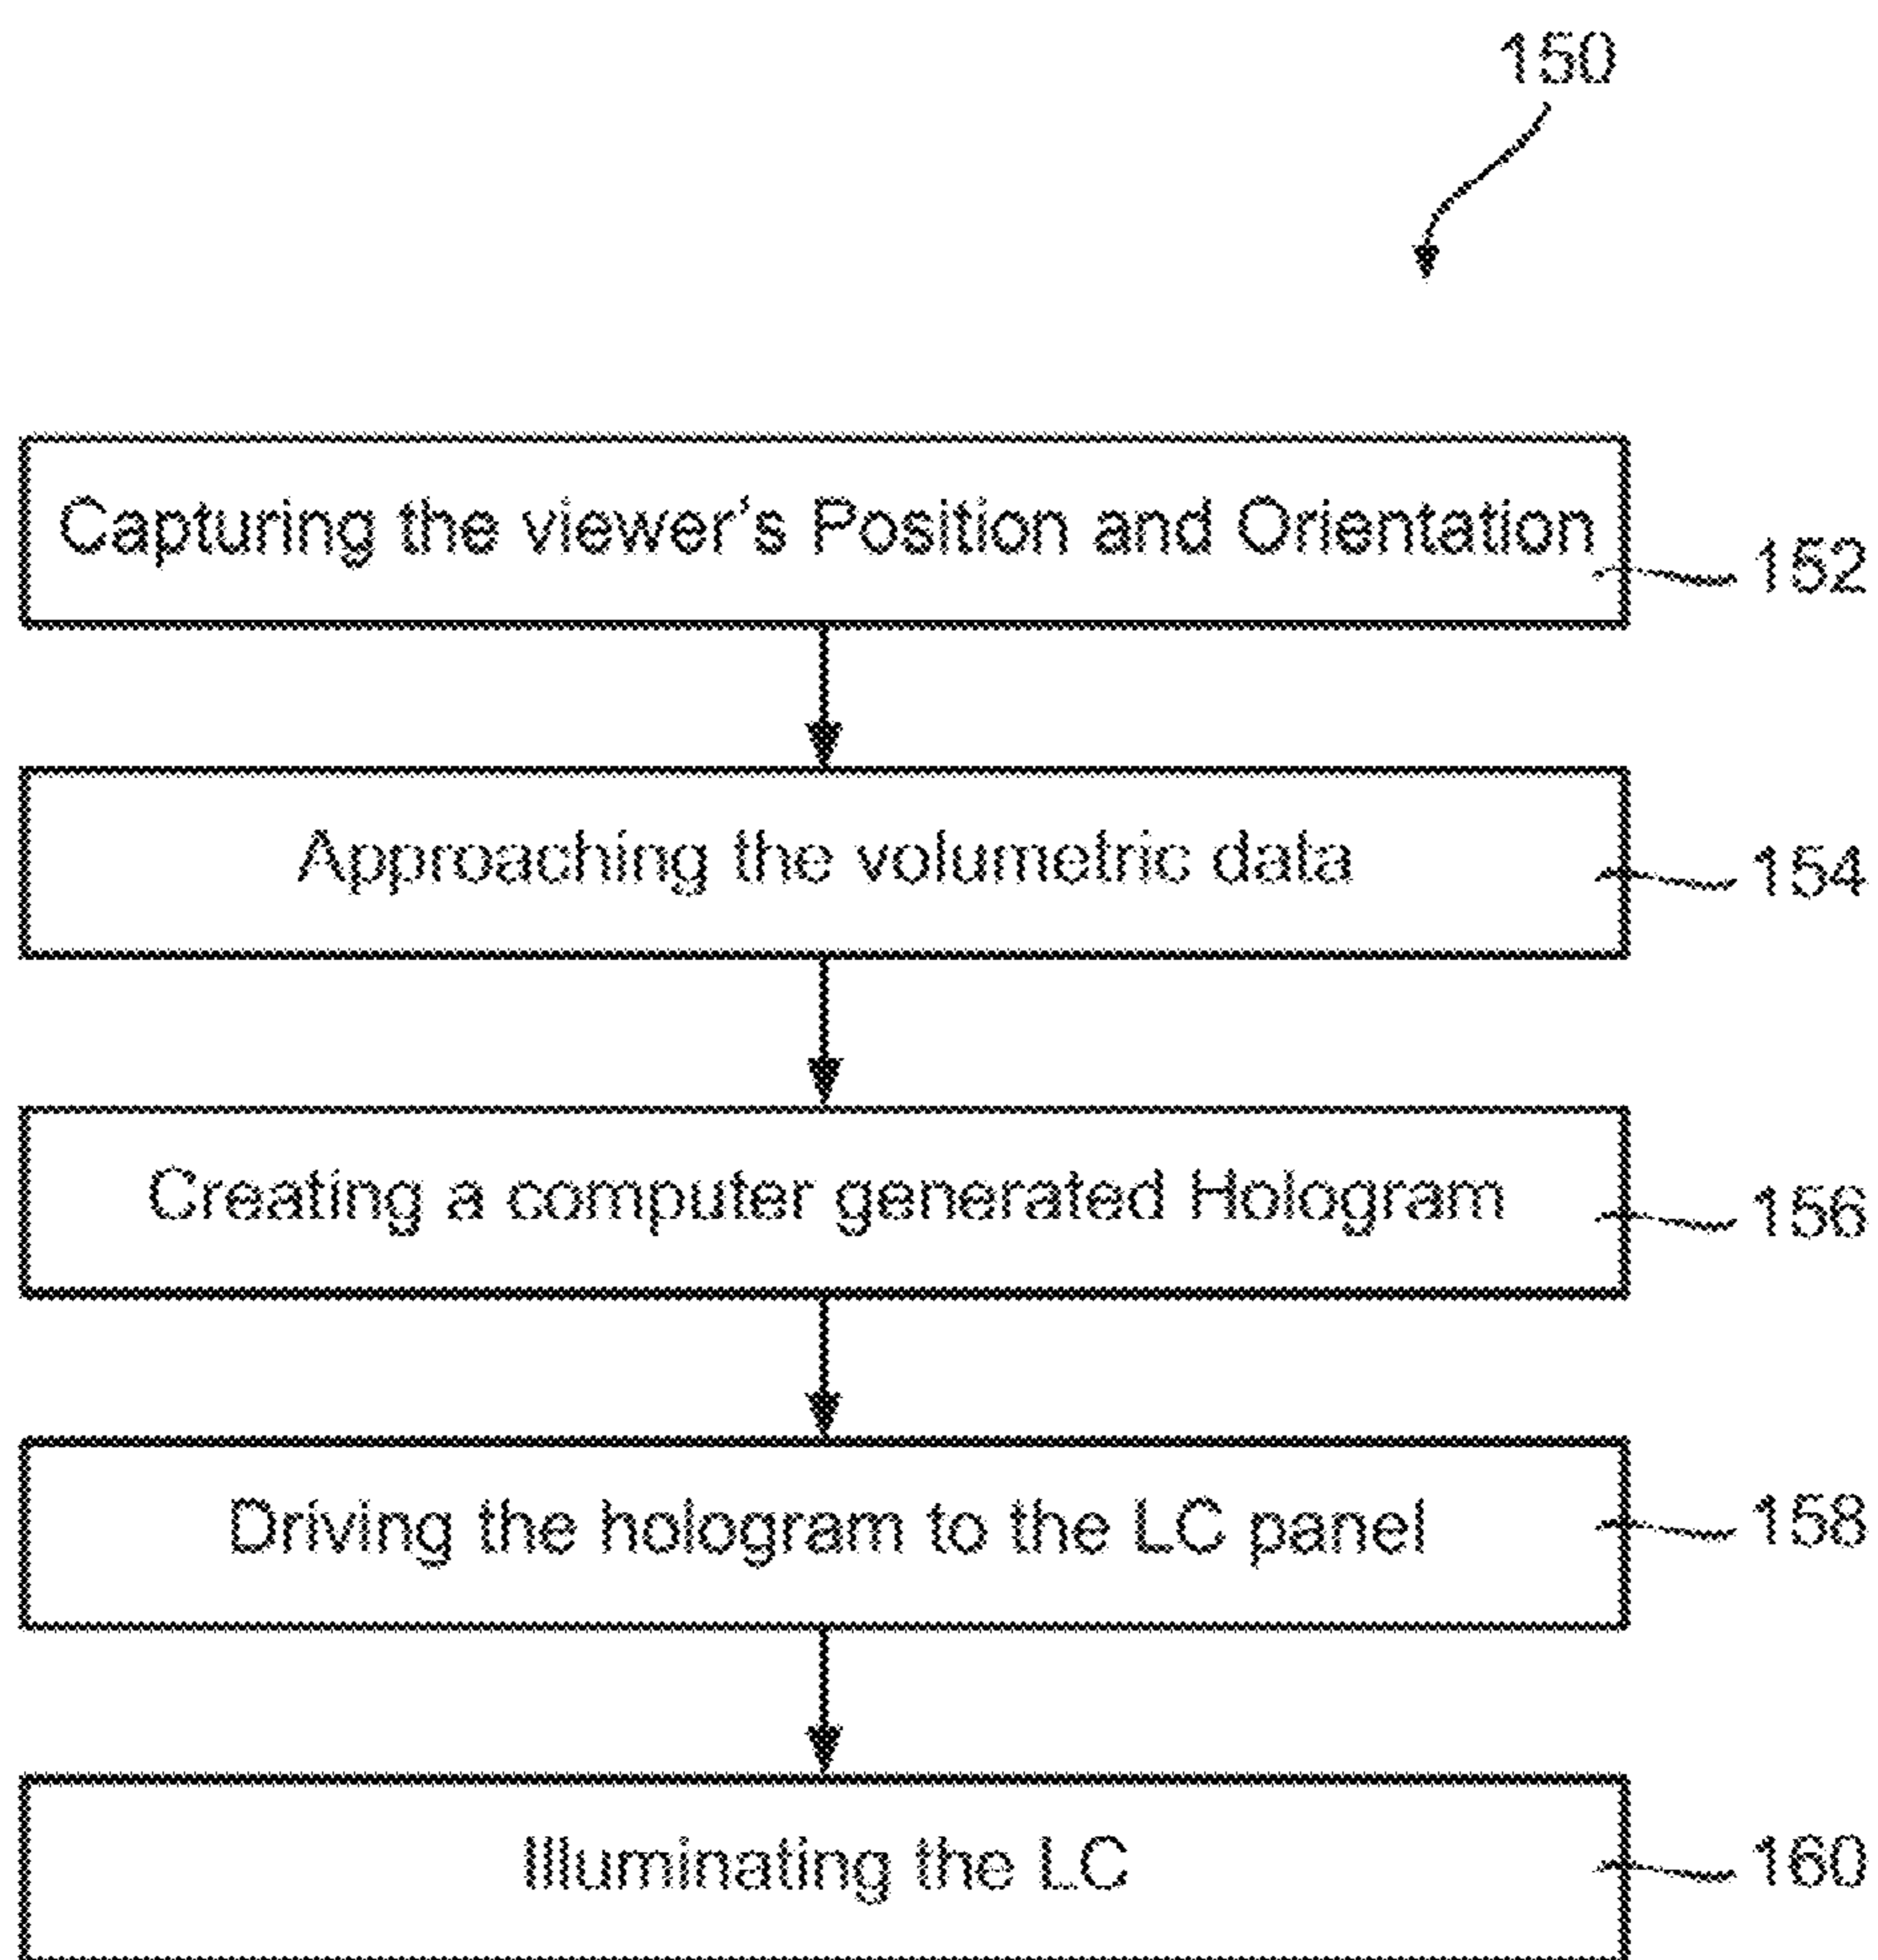 150
Capturing the viewer's Position and Orientation
152
Approaching the volumetric data
154
Creating a computer generated Hologram
156
Driving the hologram to the LC panel
158
Illuminating the LC
160